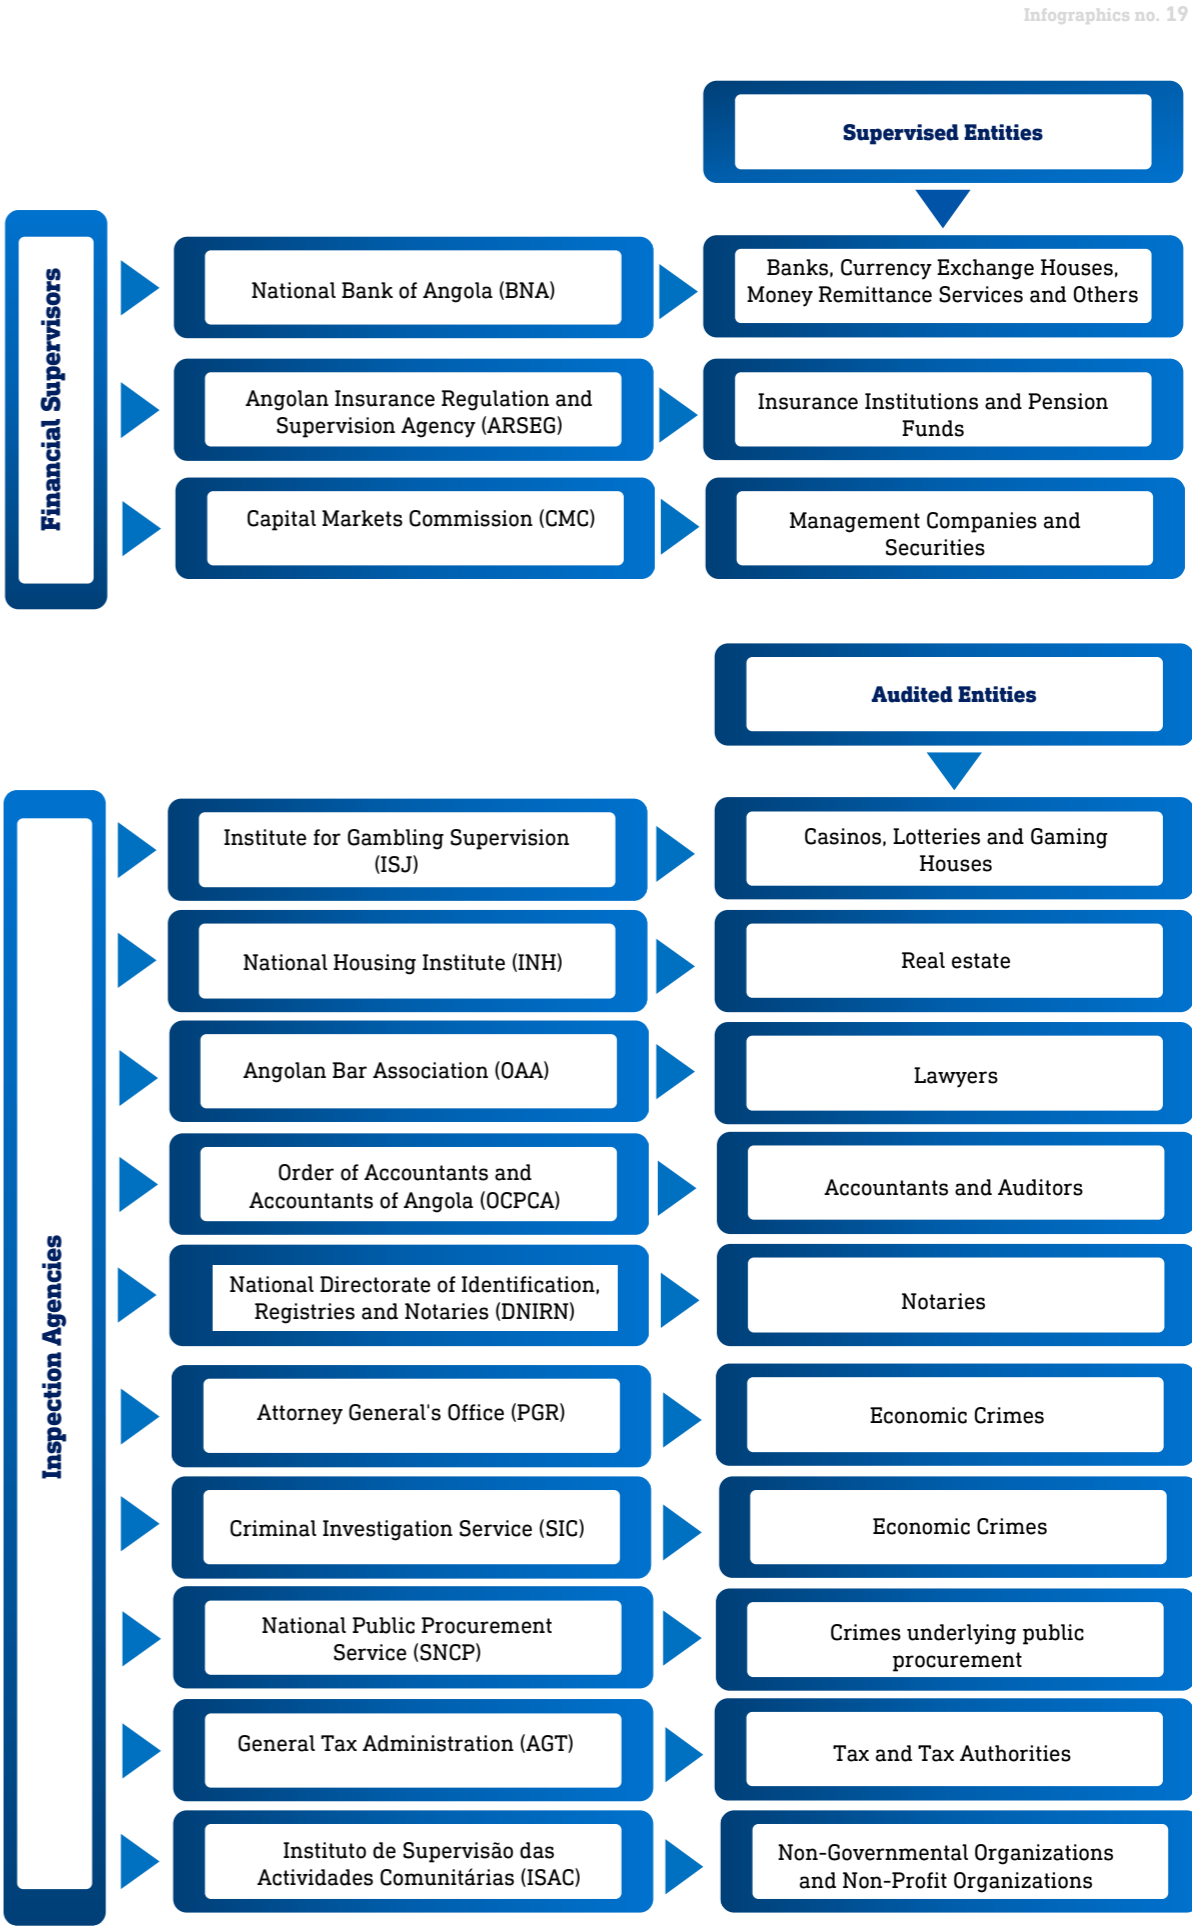 Infographics no. 19
Supervised Entities
Financial Supervisors
National Bank of Angola (BNA)
Banks, Currency Exchange Houses,
Money Remittance Services and Others
Angolan Insurance Regulation and
Supervision Agency (ARSEG)
Insurance Institutions and Pension
Funds
Capital Markets Commission (CMC)
Management Companies and
Securities
Audited Entities
Inspection Agencies
Institute for Gambling Supervision
(ISJ)
Casinos, Lotteries and Gaming
Houses
National Housing Institute (INH)
Real estate
Angolan Bar Association (OAA)
Lawyers
Order of Accountants and
Accountants of Angola (OCPCA)
Accountants and Auditors
National Directorate of Identification,
Registries and Notaries (DNIRN)
Notaries
Attorney General's Office (PGR)
Economic Crimes
Criminal Investigation Service (SIC)
Economic Crimes
National Public Procurement
Service (SNCP)
Crimes underlying public
procurement
General Tax Administration (AGT)
Tax and Tax Authorities
Instituto de Supervisão das
Actividades Comunitárias (ISAC)
Non-Governmental Organizations
and Non-Profit Organizations